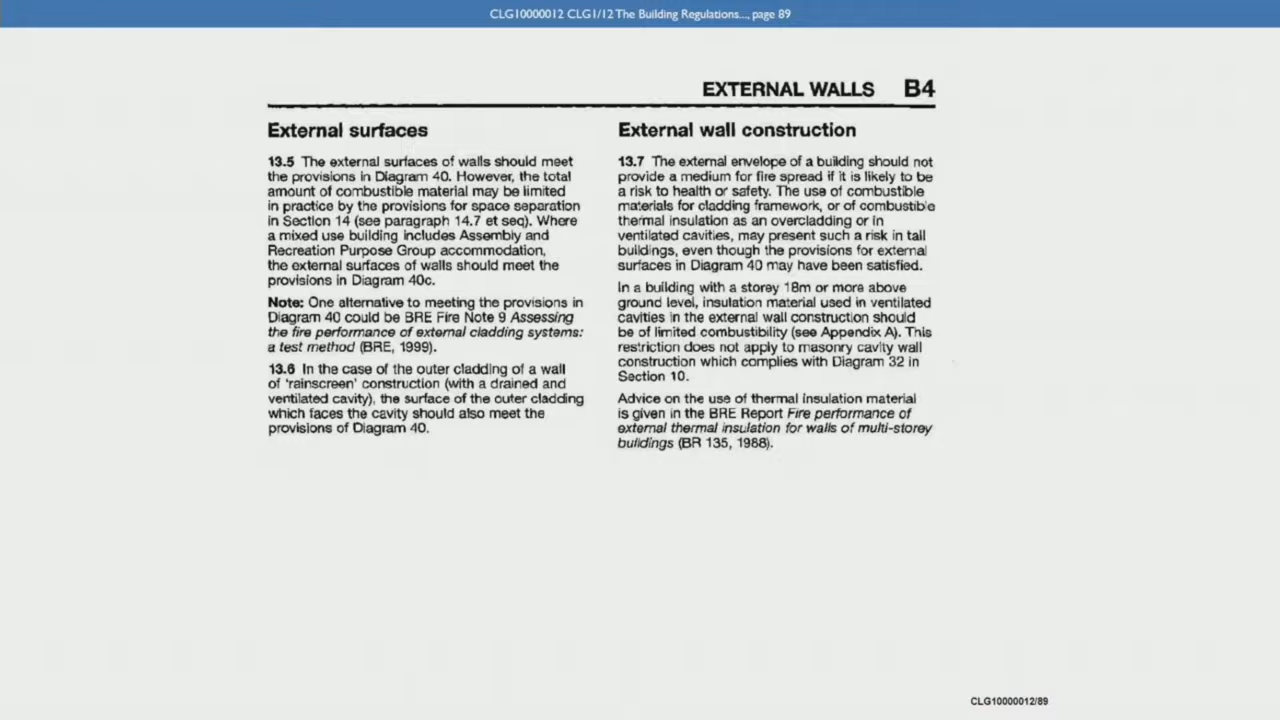 CLG10000012 CLG1/12 The Building Regulations..., page 89
EXTERNAL WALLS B4
External surfaces
13.5 The external surfaces of walls should meet
the provisions in Diagram 40. However, the total
amount of combustible material may be limited
in practice by the provisions for space separation
in Section 14 (see paragraph 14.7 et seq). Where
a mixed use building includes Assembly and
Recreation Purpose Group accommodation,
the external surfaces of walls should meet the
provisions in Diagram 40c.
Note: One alternative to meeting the provisions in
Diagram 40 could be BRE Fire Note 9 Assessing
the fire performance of external cladding systems:
a test method (BRE, 1999).
13.6 In the case of the outer cladding of a wall
of 'rainscreen' construction (with a drained and
ventilated cavity), the surface of the outer cladding
which faces the cavity should also meet the
provisions of Diagram 40.
External wall construction
13.7 The external envelope of a building should not
provide a medium for fire spread if it is likely to be
a risk to health or safety. The use of combustible
materials for cladding framework, or of combustible
thermal insulation as an overcladding or in
ventilated cavities, may present such a risk in tall
buildings, even though the provisions for external
surfaces in Diagram 40 may have been satisfied.
In a building with a storey 18m or more above
ground level, insulation material used in ventilated
cavities in the external wall construction should
be of limited combustibility (see Appendix A). This
restriction does not apply to masonry cavity wall
construction which complies with Diagram 32 in
Section 10.
Advice on the use of thermal insulation material
is given in the BRE Report Fire performance of
external thermal insulation for walls of multi-storey
buildings (BR 135, 1988).
CLG10000012/89